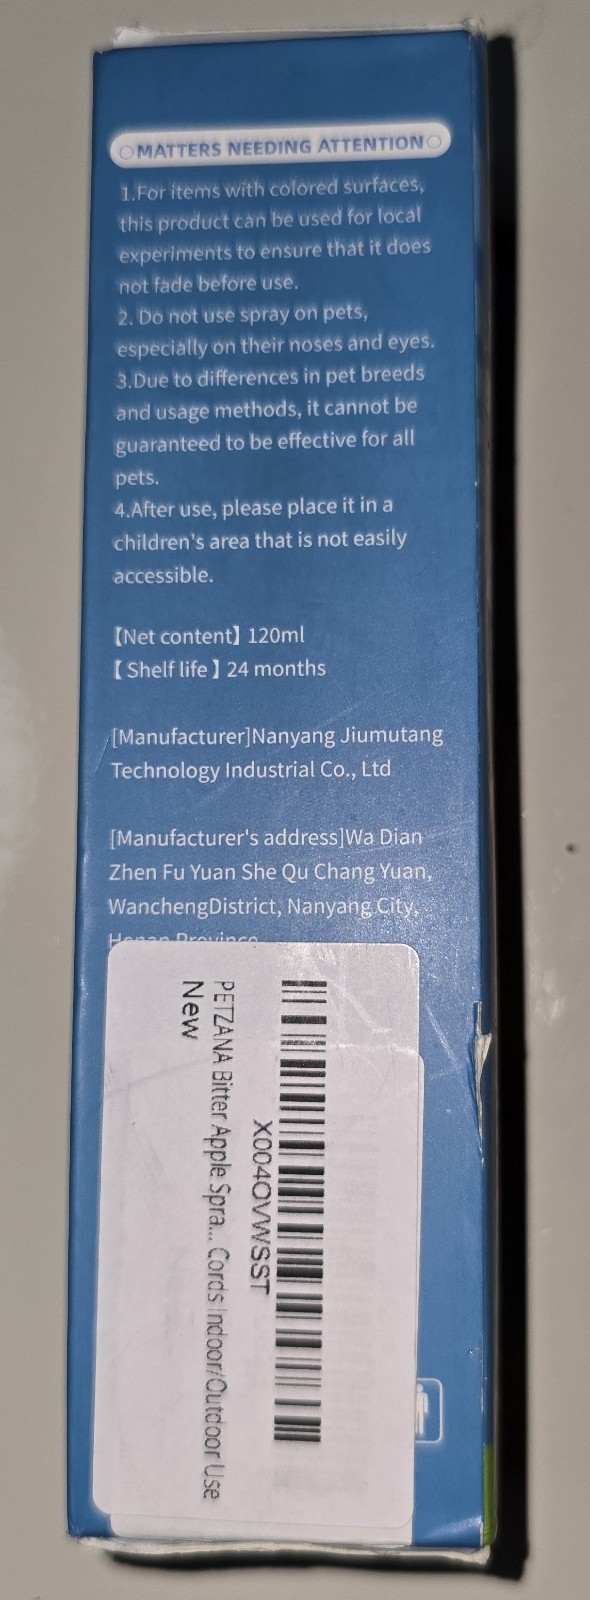 MATTERS NEEDING ATTENTION
1.For items with colored surfaces,
this product can be used for local
experiments to ensure that it does
not fade before use.
2. Do not use spray on pets,
especially on their noses and eyes.
3.Due to differences in pet breeds
and usage methods, it cannot be
guaranteed to be effective for all
pets.
4.After use, please place it in a
children's area that is not easily
accessible.
【Net content】120ml
【 Shelf life 】24 months
[Manufacturer]Nanyang Jiumutang
Technology Industrial Co., Ltd
[Manufacturer's address]Wa Dian
Zhen Fu Yuan She Qu Chang Yuan,
WanchengDistrict, Nanyang City,
Henan Province
X004OVWSST
PETZANA Bitter Apple Spra... Cords Indoor/Outdoor Use
New